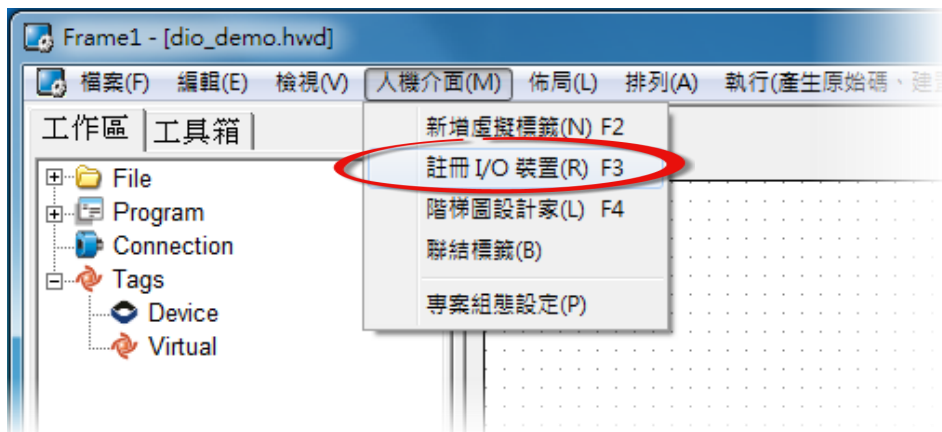 Frame1 - [dio_demo.hwd]
檔案(F) 編輯(E) 檢視(V) 人機介面(M) 佈局(L) 排列(A) 執行(產生原始碼、建
工作區 工具箱
新增虛擬標籤(N) F2
註冊 I/O 裝置(R) F3
階梯圖設計家(L) F4
聯結標籤(B)
專案組態設定(P)
File
Program
Connection
Tags
Device
Virtual